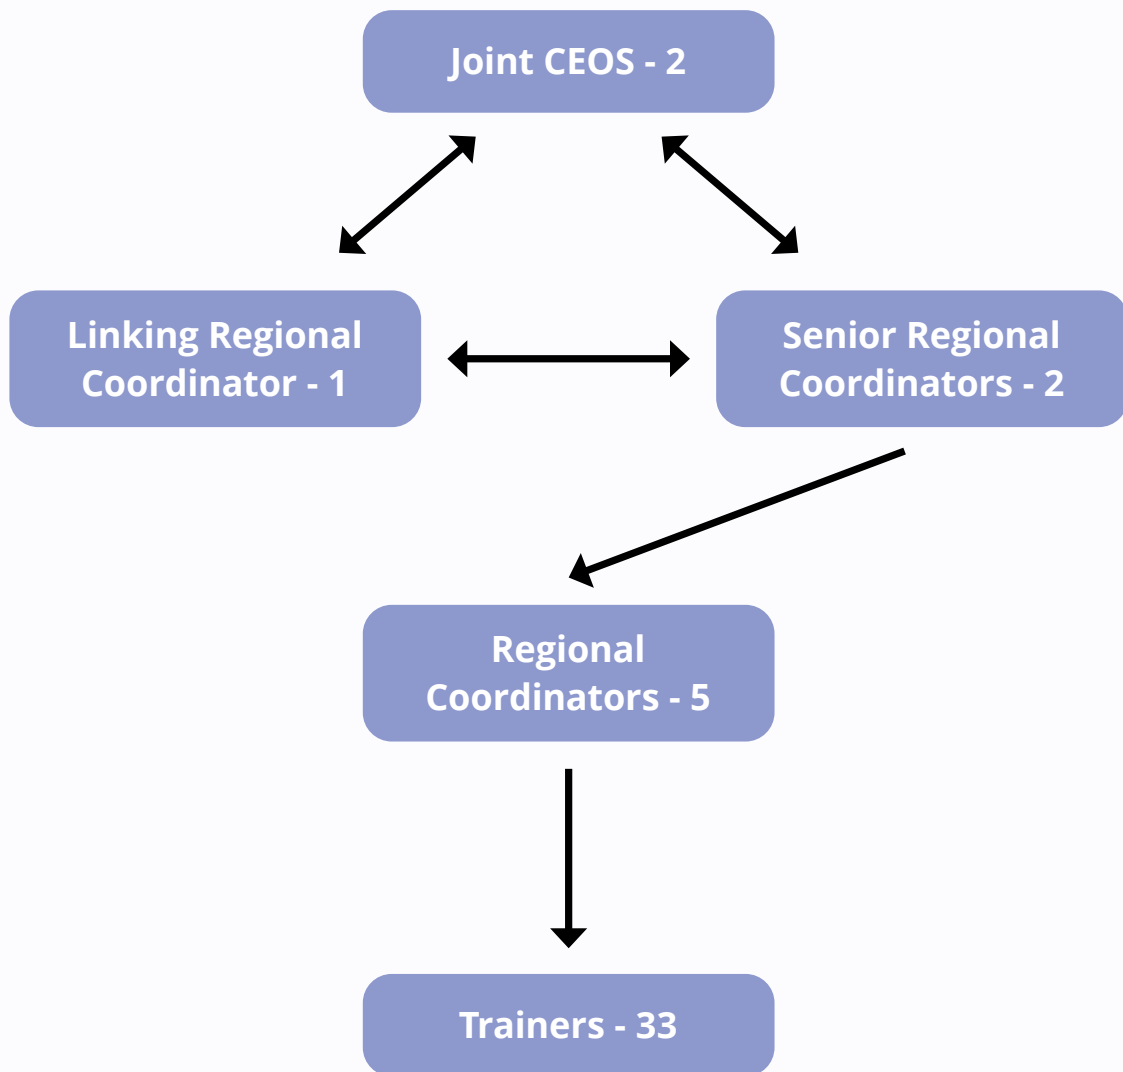 Joint CEOS - 2
Linking Regional
Coordinator - 1
Senior Regional
Coordinators - 2
Regional
Coordinators - 5
Trainers - 33